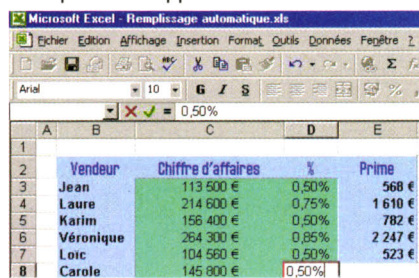 Microsoft Excel - Remplissage automatique.xls
Fichier Edition Affichage Insertion Format Outils Données Fenêtre ?
Arial 10 G I S
= 0,50%
A B C D E
1
2 Vendeur Chiffre d'affaires % Prime
3 Jean 113 500 € 0,50% 568 €
4 Laure 214 600 € 0,75% 1 610 €
5 Karim 156 400 € 0,50% 782 €
6 Véronique 264 300 € 0,85% 2 247 €
7 Loïc 104 560 € 0,50% 523 €
8 Carole 145 800 € 0,50%